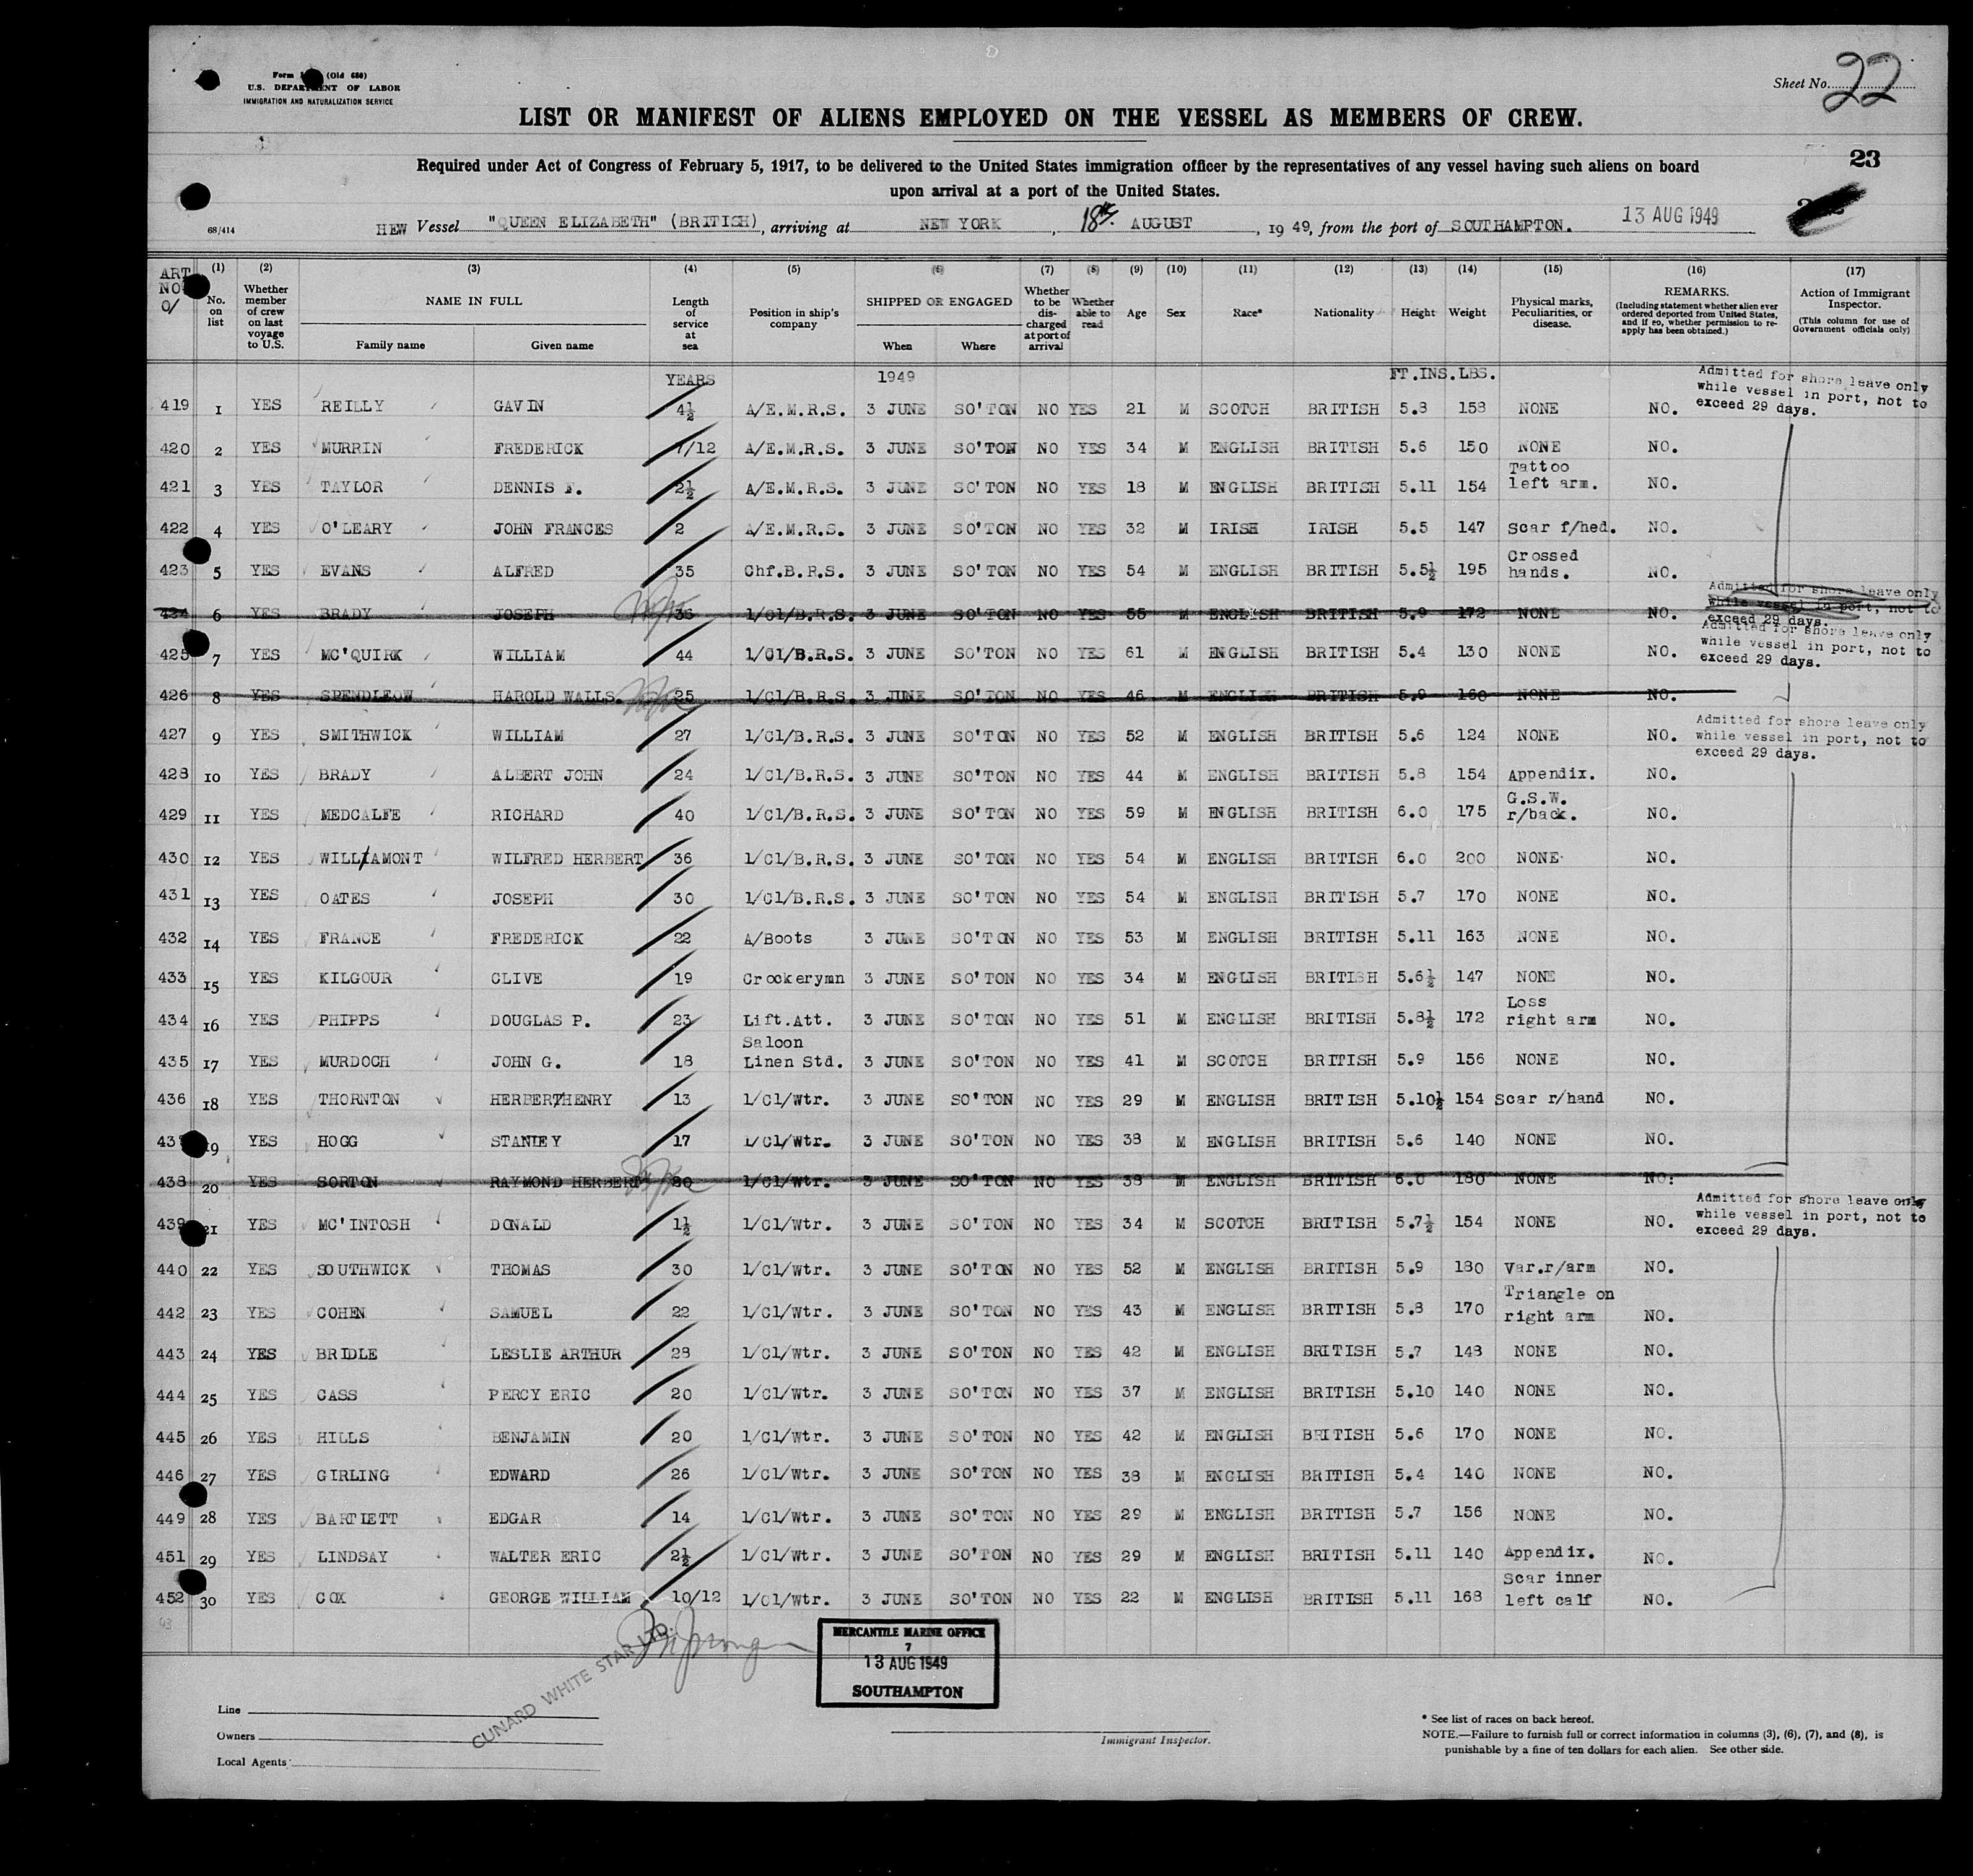 Form (Old 680)
U.S. DEPARTMENT OF LABOR
IMMIGRATION AND NATURALIZATION SERVICE
Sheet No. 22
LIST OR MANIFEST OF ALIENS EMPLOYED ON THE VESSEL AS MEMBERS OF CREW.
23
Required under Act of Congress of February 5, 1917, to be delivered to the United States immigration officer by the representatives of any vessel having such aliens on board
upon arrival at a port of the United States.
68/414
HEW Vessel "QUEEN ELIZABETH" (BRITISH), arriving at NEW YORK, 18th AUGUST, 19 49, from the port of SOUTHAMPTON. 13 AUG 1949
ART NO O/ (1) No. on list (2) Whether member of crew on last voyage to U.S. (3) NAME IN FULL Family name Given name (4) Length of service at sea (5) Position in ship's company (6) SHIPPED OR ENGAGED When Where (7) Whether to be discharged at port of arrival (8) Whether able to read (9) Age (10) Sex (11) Race* (12) Nationality (13) Height (14) Weight (15) Physical marks, Peculiarities, or disease. (16) REMARKS. (Including statement whether alien ever ordered deported from United States, and if so, whether permission to re-apply has been obtained.) (17) Action of Immigrant Inspector. (This column for use of Government officials only)
YEARS 1949 FT.INS. LBS.
419 1 YES REILLY GAVIN 4½ A/E.M.R.S. 3 JUNE SO'TON NO YES 21 M SCOTCH BRITISH 5.8 158 NONE NO. Admitted for shore leave only while vessel in port, not to exceed 29 days.
420 2 YES MURRIN FREDERICK 7/12 A/E.M.R.S. 3 JUNE SO'TON NO YES 34 M ENGLISH BRITISH 5.6 150 NONE NO.
421 3 YES TAYLOR DENNIS F. 2½ A/E.M.R.S. 3 JUNE SO'TON NO YES 18 M ENGLISH BRITISH 5.11 154 Tattoo left arm. NO.
422 4 YES O'LEARY JOHN FRANCES 2 A/E.M.R.S. 3 JUNE SO'TON NO YES 32 M IRISH IRISH 5.5 147 Scar f/hed. NO.
423 5 YES EVANS ALFRED 35 Chf.B.R.S. 3 JUNE SO'TON NO YES 54 M ENGLISH BRITISH 5.5½ 195 Crossed hands. NO.
424 6 YES BRADY JOSEPH 36 1/Cl/B.R.S. 3 JUNE SO'TON NO YES 55 M ENGLISH BRITISH 5.9 172 NONE NO. Admitted for shore leave only while vessel in port, not to exceed 29 days.
425 7 YES MC'QUIRK WILLIAM 44 1/Cl/B.R.S. 3 JUNE SO'TON NO YES 61 M ENGLISH BRITISH 5.4 130 NONE NO. Admitted for shore leave only while vessel in port, not to exceed 29 days.
426 8 YES SPENDLEOW HAROLD WALLS. 25 1/Cl/B.R.S. 3 JUNE SO'TON NO YES 46 M ENGLISH BRITISH 5.9 160 NONE NO.
427 9 YES SMITHWICK WILLIAM 27 1/Cl/B.R.S. 3 JUNE SO'TON NO YES 52 M ENGLISH BRITISH 5.6 124 NONE NO. Admitted for shore leave only while vessel in port, not to exceed 29 days.
428 10 YES BRADY ALBERT JOHN 24 1/Cl/B.R.S. 3 JUNE SO'TON NO YES 44 M ENGLISH BRITISH 5.8 154 Appendix. NO.
429 11 YES MEDCALFE RICHARD 40 1/Cl/B.R.S. 3 JUNE SO'TON NO YES 59 M ENGLISH BRITISH 6.0 175 G.S.W. r/back. NO.
430 12 YES WILLIAMONT WILFRED HERBERT 36 1/Cl/B.R.S. 3 JUNE SO'TON NO YES 54 M ENGLISH BRITISH 6.0 200 NONE NO.
431 13 YES OATES JOSEPH 30 1/Cl/B.R.S. 3 JUNE SO'TON NO YES 54 M ENGLISH BRITISH 5.7 170 NONE NO.
432 14 YES FRANCE FREDERICK 22 A/Boots 3 JUNE SO'TON NO YES 53 M ENGLISH BRITISH 5.11 163 NONE NO.
433 15 YES KILGOUR CLIVE 19 Crockerymn 3 JUNE SO'TON NO YES 34 M ENGLISH BRITISH 5.6½ 147 NONE NO.
434 16 YES PHIPPS DOUGLAS P. 23 Lift.Att. 3 JUNE SO'TON NO YES 51 M ENGLISH BRITISH 5.8½ 172 Loss right arm NO.
435 17 YES MURDOCH JOHN G. 18 Saloon Linen Std. 3 JUNE SO'TON NO YES 41 M SCOTCH BRITISH 5.9 156 NONE NO.
436 18 YES THORNTON HERBERT/HENRY 13 1/Cl/Wtr. 3 JUNE SO'TON NO YES 29 M ENGLISH BRITISH 5.10½ 154 Scar r/hand NO.
437 19 YES HOGG STANLEY 17 1/Cl/Wtr. 3 JUNE SO'TON NO YES 38 M ENGLISH BRITISH 5.6 140 NONE NO.
438 20 YES SORTON RAYMOND HERBERT 20 1/Cl/Wtr. 3 JUNE SO'TON NO YES 38 M ENGLISH BRITISH 6.0 180 NONE NO.
439 21 YES MC'INTOSH DONALD 1½ 1/Cl/Wtr. 3 JUNE SO'TON NO YES 34 M SCOTCH BRITISH 5.7½ 154 NONE NO. Admitted for shore leave only while vessel in port, not to exceed 29 days.
440 22 YES SOUTHWICK THOMAS 30 1/Cl/Wtr. 3 JUNE SO'TON NO YES 52 M ENGLISH BRITISH 5.9 180 Var.r/arm NO.
442 23 YES COHEN SAMUEL 22 1/Cl/Wtr. 3 JUNE SO'TON NO YES 43 M ENGLISH BRITISH 5.8 170 Triangle on right arm NO.
443 24 YES BRIDLE LESLIE ARTHUR 28 1/Cl/Wtr. 3 JUNE SO'TON NO YES 42 M ENGLISH BRITISH 5.7 148 NONE NO.
444 25 YES CASS PERCY ERIC 20 1/Cl/Wtr. 3 JUNE SO'TON NO YES 37 M ENGLISH BRITISH 5.10 140 NONE NO.
445 26 YES HILLS BENJAMIN 20 1/Cl/Wtr. 3 JUNE SO'TON NO YES 42 M ENGLISH BRITISH 5.6 170 NONE NO.
446 27 YES GIRLING EDWARD 26 1/Cl/Wtr. 3 JUNE SO'TON NO YES 38 M ENGLISH BRITISH 5.4 140 NONE NO.
449 28 YES BARTLETT EDGAR 14 1/Cl/Wtr. 3 JUNE SO'TON NO YES 29 M ENGLISH BRITISH 5.7 156 NONE NO.
451 29 YES LINDSAY WALTER ERIC 2½ 1/Cl/Wtr. 3 JUNE SO'TON NO YES 29 M ENGLISH BRITISH 5.11 140 Appendix. NO.
452 30 YES COX GEORGE WILLIAM 10/12 1/Cl/Wtr. 3 JUNE SO'TON NO YES 22 M ENGLISH BRITISH 5.11 168 Scar inner left calf NO.
CUNARD WHITE STAR LTD.
MERCANTILE MARINE OFFICE
7
13 AUG 1949
SOUTHAMPTON
Line
Owners
Local Agents
Immigrant Inspector.
* See list of races on back hereof.
NOTE.—Failure to furnish full or correct information in columns (3), (6), (7), and (8), is
punishable by a fine of ten dollars for each alien. See other side.